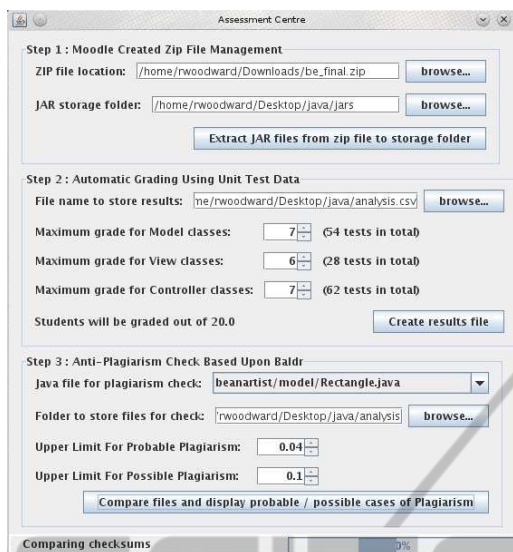 Assessment Centre
Step 1 : Moodle Created Zip File Management
ZIP file location: /home/rwoodward/Downloads/be_final.zip browse...
JAR storage folder: /home/rwoodward/Desktop/java/jars browse...
Extract JAR files from zip file to storage folder
Step 2 : Automatic Grading Using Unit Test Data
File name to store results: me/rwoodward/Desktop/java/analysis.csv browse...
Maximum grade for Model classes: 7 (54 tests in total)
Maximum grade for View classes: 6 (28 tests in total)
Maximum grade for Controller classes: 7 (62 tests in total)
Students will be graded out of 20.0 Create results file
Step 3 : Anti-Plagiarism Check Based Upon Baldr
Java file for plagiarism check: beanartist/model/Rectangle.java
Folder to store files for check: 'rwoodward/Desktop/java/analysis browse...
Upper Limit For Probable Plagiarism: 0.04
Upper Limit For Possible Plagiarism: 0.1
Compare files and display probable / possible cases of Plagiarism
Comparing checksums 0%